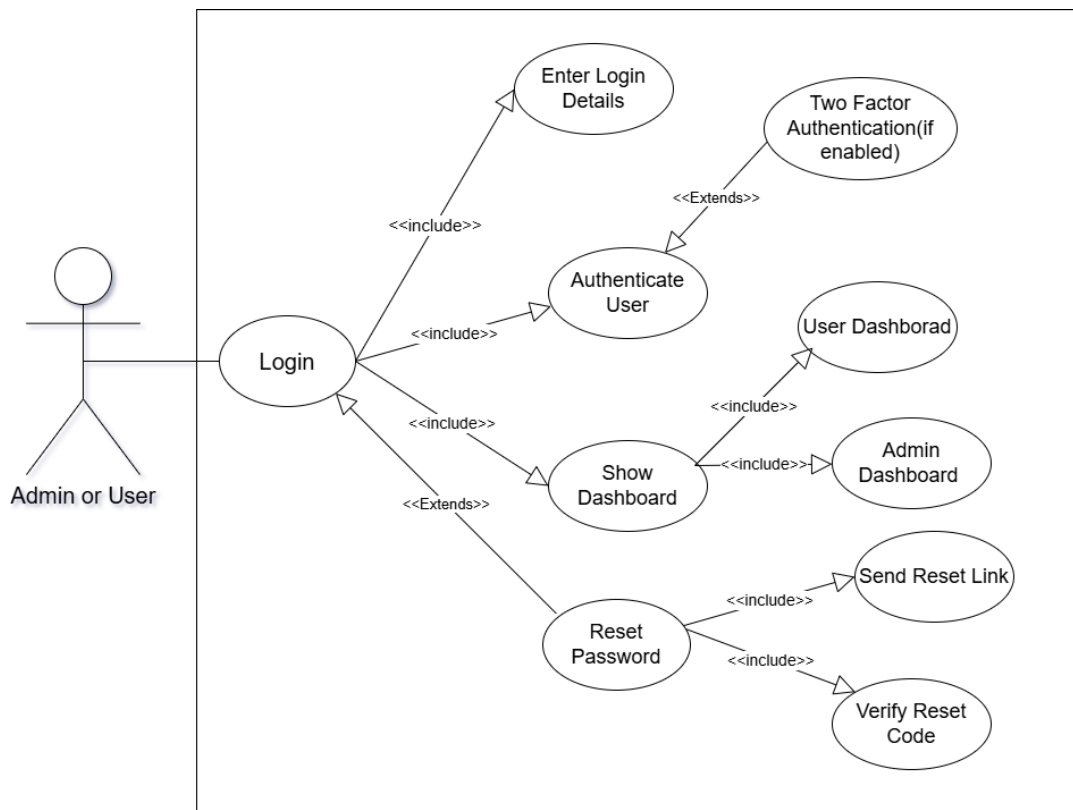 Enter Login
Details
Two Factor
Authentication(if
enabled)
<<Extends>>
<<include>>
Authenticate
User
<<include>>
User Dashborad
Login
<<include>>
<<include>>
Show
Dashboard
<<include>>
Admin
Dashboard
Admin or User
<<Extends>>
Send Reset Link
<<include>>
Reset
Password
<<include>>
Verify Reset
Code